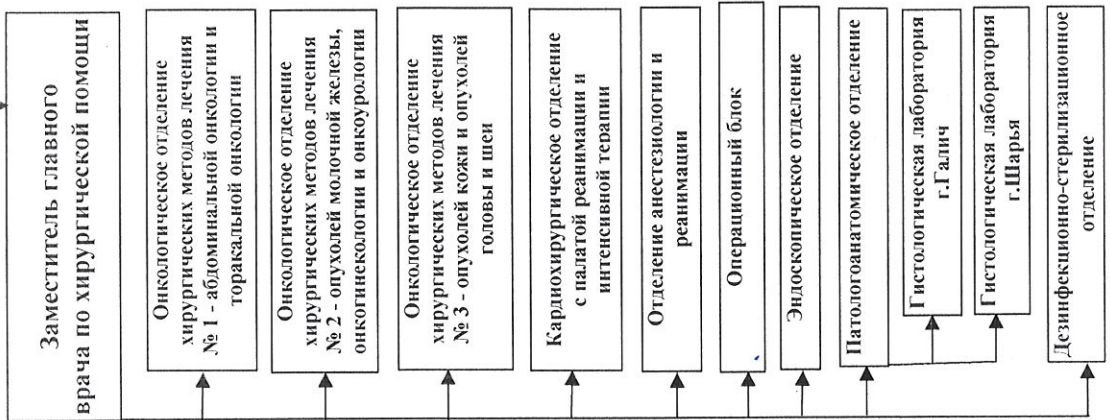 Заместитель главного
врача по хирургической помощи
Онкологическое отделение
хирургических методов лечения
№ 1 - абдоминальной онкологии и
торакальной онкологии
Онкологическое отделение
хирургических методов лечения
№ 2 - опухолей молочной железы,
онкогинекологии и онкоурологии
Онкологическое отделение
хирургических методов лечения
№ 3 - опухолей кожи и опухолей
головы и шеи
Кардиохирургическое отделение
с палатой реанимации и
интенсивной терапии
Отделение анестезиологии и
реанимации
Операционный блок
Эндоскопическое отделение
Патологоанатомическое отделение
Гистологическая лаборатория
г.Галич
Гистологическая лаборатория
г.Шарья
Дезинфекционно-стерилизационное
отделение